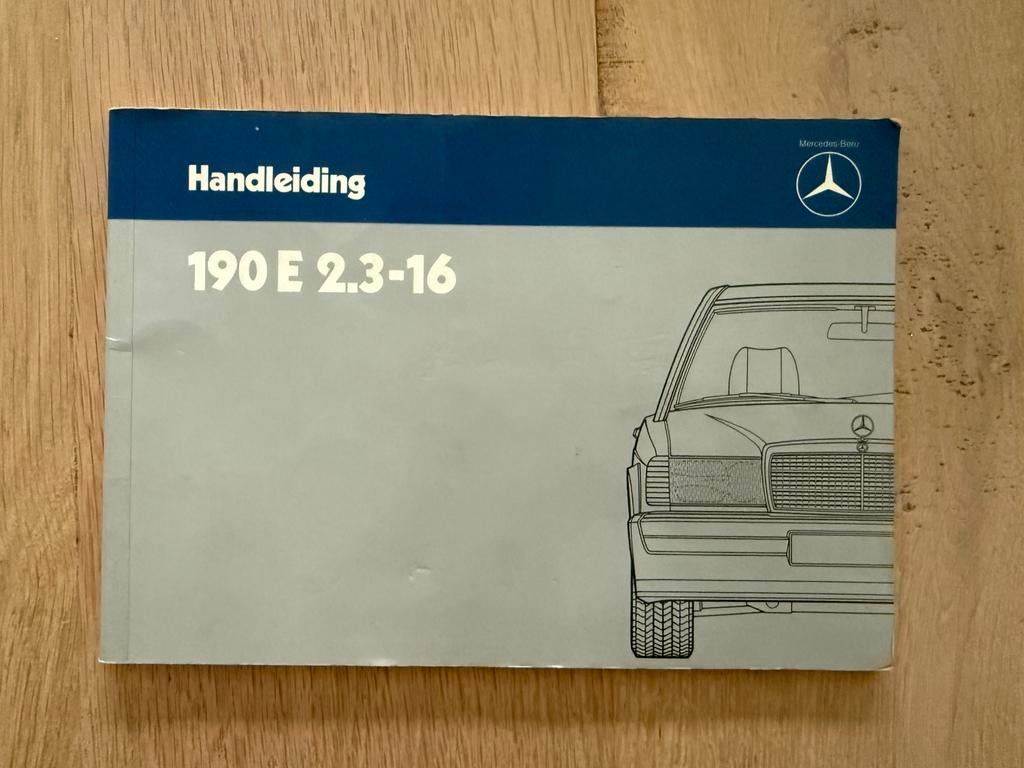 Mercedes-Benz
Handleiding
190 E 2.3-16